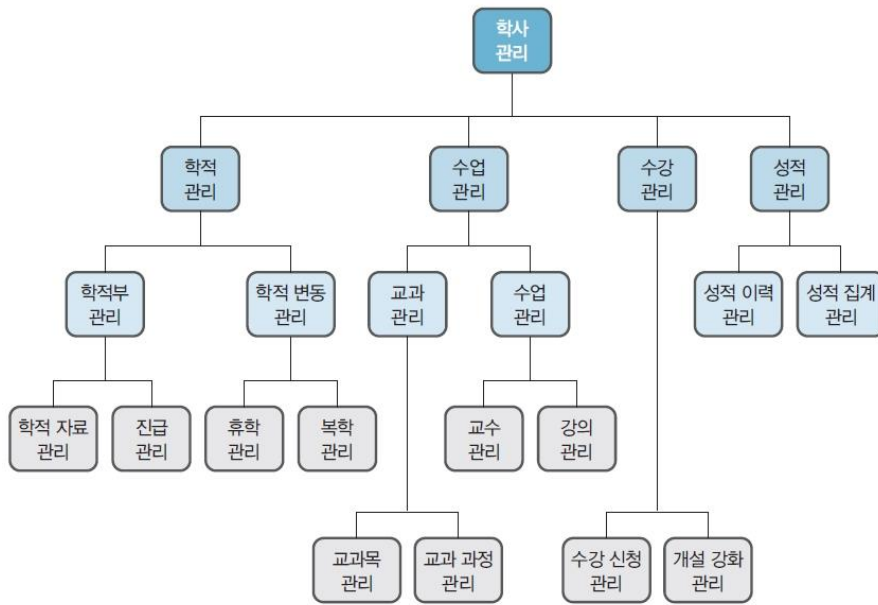 학사
관리
학적
관리
수업
관리
수강
관리
성적
관리
학적부
관리
학적 변동
관리
교과
관리
수업
관리
성적 이력
관리
성적 집계
관리
학적 자료
관리
진급
관리
휴학
관리
복학
관리
교수
관리
강의
관리
교과목
관리
교과 과정
관리
수강 신청
관리
개설 강화
관리